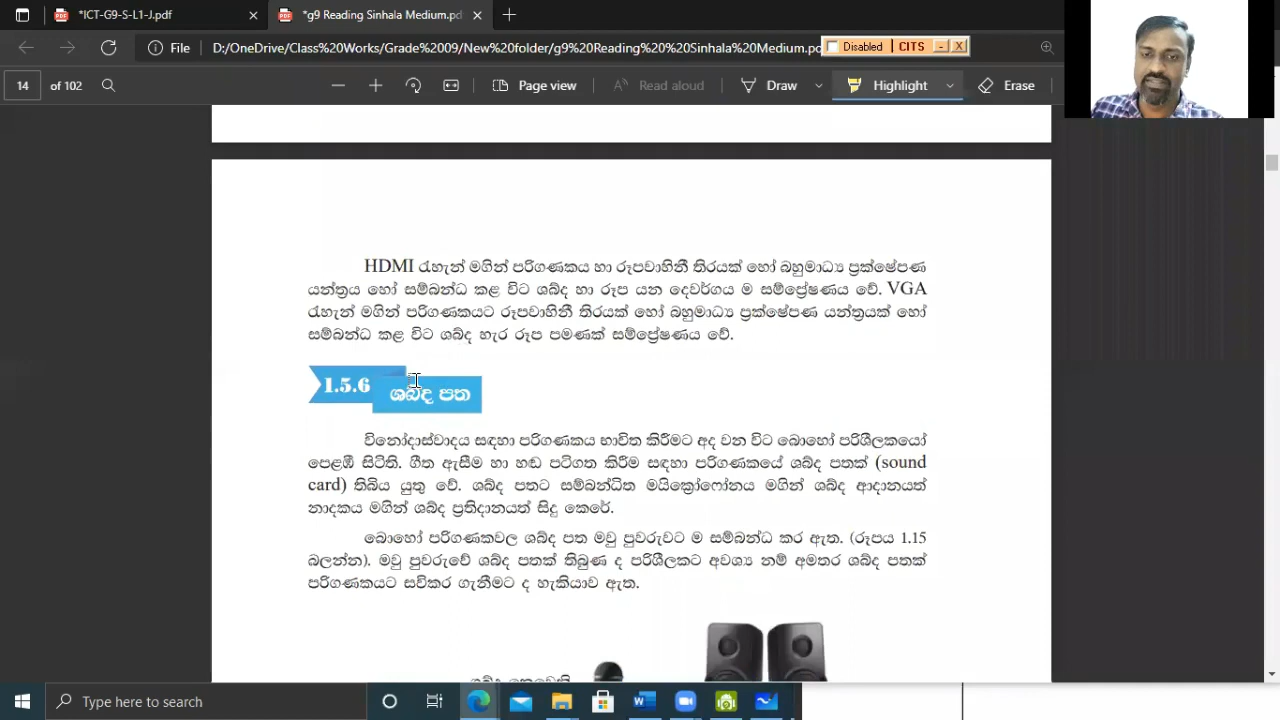 *ICT-G9-S-L1-J.pdf
*g9 Reading Sinhala Medium.pd
File
D:/OneDrive/Class%20Works/Grade%2009/New%20folder/g9%20Reading%20%20Sinhala%20Medium.pd
Disabled
CITS
14 of 102
Page view
Read aloud
Draw
Highlight
Erase
HDMI රැහැන් මගින් පරිගණකය හා රූපවාහිනී තිරයක් හෝ බහුමාධ්‍ය ප්‍රක්ෂේපණ
යන්ත්‍රය හෝ සම්බන්ධ කළ විට ශබ්ද හා රූප යන දෙවර්ගය ම සම්ප්‍රේෂණය වේ. VGA
රැහැන් මගින් පරිගණකයට රූපවාහිනී තිරයක් හෝ බහුමාධ්‍ය ප්‍රක්ෂේපණ යන්ත්‍රයක් හෝ
සම්බන්ධ කළ විට ශබ්ද හැර රූප පමණක් සම්ප්‍රේෂණය වේ.
1.5.6 ශබ්ද පත
විනෝදාස්වාදය සඳහා පරිගණකය භාවිත කිරීමට අද වන විට බොහෝ පරිශීලකයෝ
පෙළඹී සිටිති. ගීත ඇසීම හා හඬ පටිගත කිරීම සඳහා පරිගණකයේ ශබ්ද පතක් (sound
card) තිබිය යුතු වේ. ශබ්ද පතට සම්බන්ධිත මයික්‍රොෆෝනය මගින් ශබ්ද ආදානයත්
නාදකය මගින් ශබ්ද ප්‍රතිදානයත් සිදු කෙරේ.
බොහෝ පරිගණකවල ශබ්ද පත මවු පුවරුවට ම සම්බන්ධ කර ඇත. (රූපය 1.15
බලන්න). මවු පුවරුවේ ශබ්ද පතක් තිබුණ ද පරිශීලකට අවශ්‍ය නම් අමතර ශබ්ද පතක්
පරිගණකයට සවිකර ගැනීමට ද හැකියාව ඇත.
Type here to search